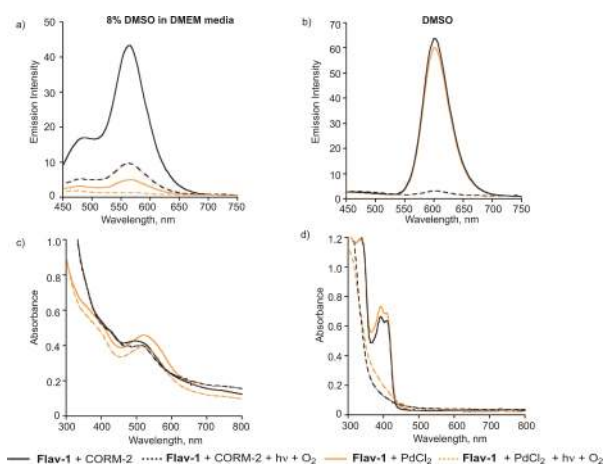 8% DMSO in DMEM media
DMSO
a)
50
40
30
20
10
0
Emission Intensity
450 500 550 600 650 700 750
Wavelength, nm
b)
70
60
50
40
30
20
10
0
Emission Intensity
450 500 550 600 650 700 750
Wavelength, nm
c)
1.0
0.8
0.6
0.4
0.2
0
Absorbance
300 400 500 600 700 800
Wavelength, nm
d)
1.2
1.0
0.8
0.6
0.4
0.2
0
Absorbance
300 400 500 600 700 800
Wavelength, nm
Flav-1 + CORM-2 Flav-1 + CORM-2 + hν + O₂ Flav-1 + PdCl₂ Flav-1 + PdCl₂ + hν + O₂